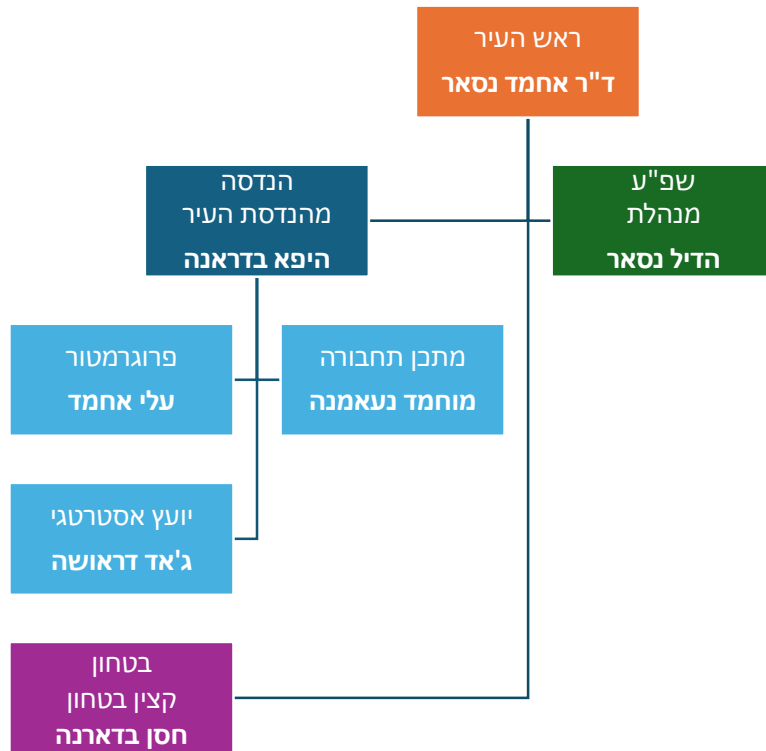 ראש העיר
ד"ר אחמד נסאר
שפ"ע
מנהלת
הדיל נסאר
הנדסה
מהנדסת העיר
היפא בדראנה
מתכן תחבורה
מוחמד נעאמנה
פרוגרמטור
עלי אחמד
יועץ אסטרטגי
ג'אד דראושה
בטחון
קצין בטחון
חסן בדארנה